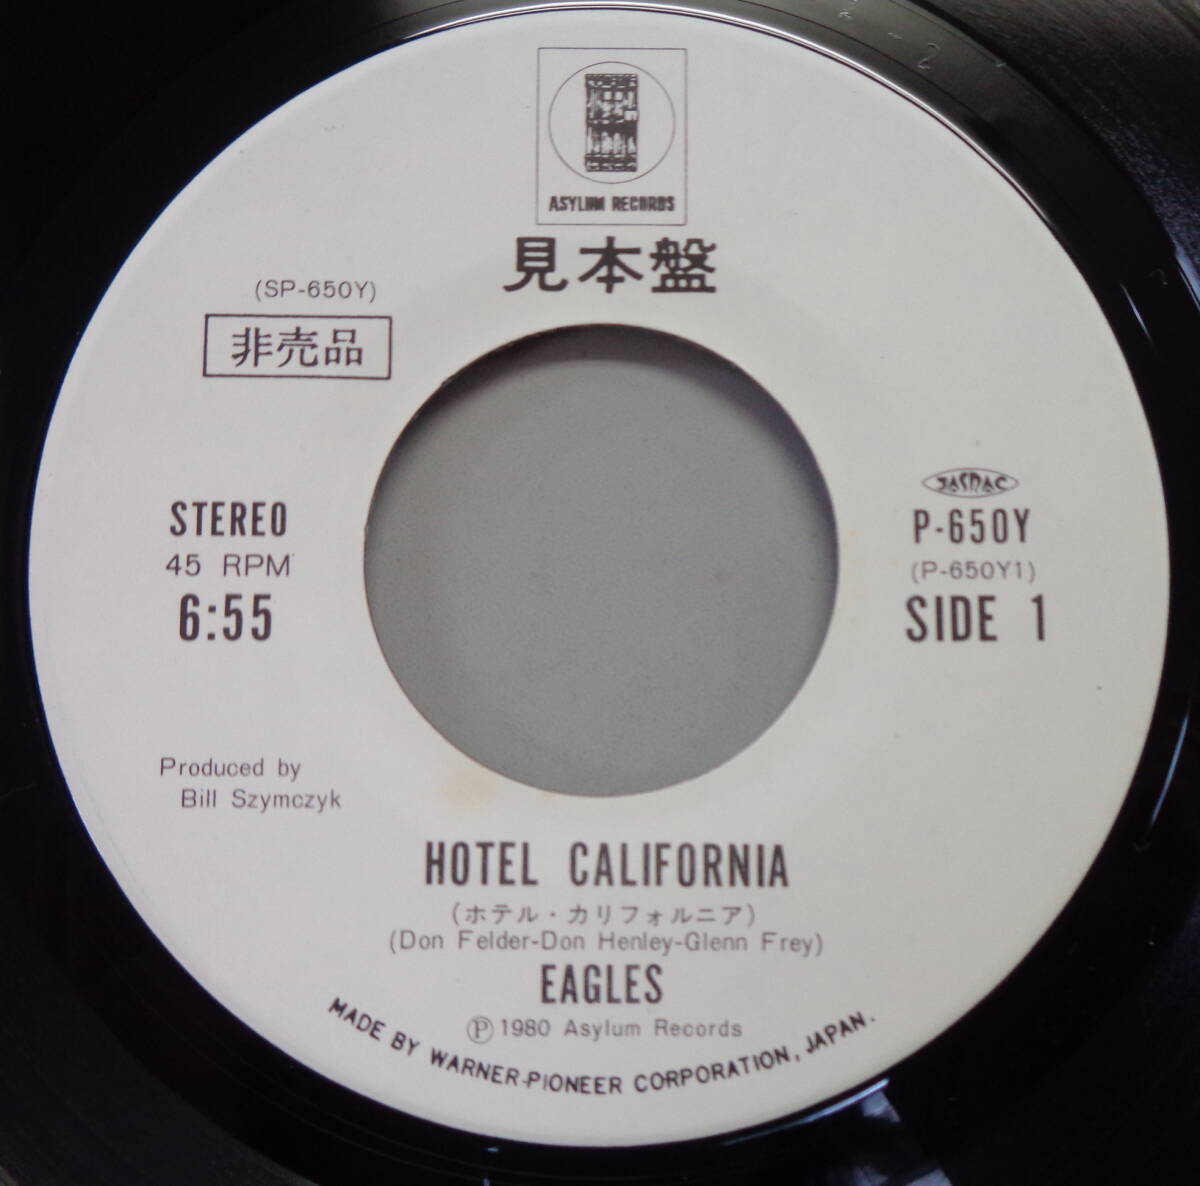 ASYLUM RECORDS
見本盤
(SP-650Y)
非売品
STEREO
45 RPM
6:55
JASRAC
P-650Y
(P-650Y1)
SIDE 1
Produced by
Bill Szymczyk
HOTEL CALIFORNIA
(ホテル・カリフォルニア)
(Don Felder-Don Henley-Glenn Frey)
EAGLES
Ⓟ 1980 Asylum Records
MADE BY WARNER-PIONEER CORPORATION, JAPAN.